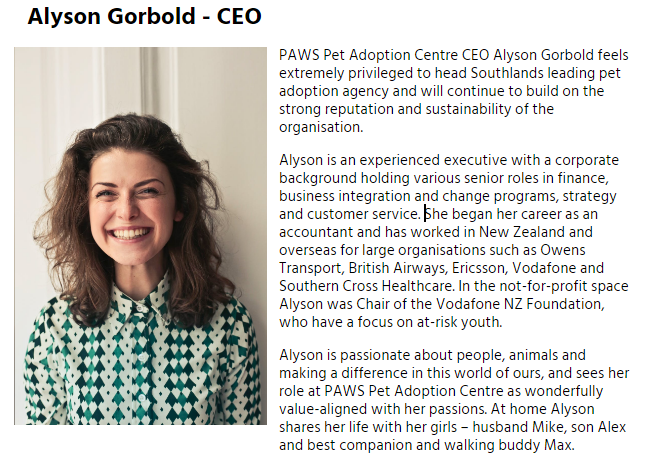 Alyson Gorbold - CEO
PAWS Pet Adoption Centre CEO Alyson Gorbold feels
extremely privileged to head Southlands leading pet
adoption agency and will continue to build on the
strong reputation and sustainability of the
organisation.
Alyson is an experienced executive with a corporate
background holding various senior roles in finance,
business integration and change programs, strategy
and customer service. She began her career as an
accountant and has worked in New Zealand and
overseas for large organisations such as Owens
Transport, British Airways, Ericsson, Vodafone and
Southern Cross Healthcare. In the not-for-profit space
Alyson was Chair of the Vodafone NZ Foundation,
who have a focus on at-risk youth.
Alyson is passionate about people, animals and
making a difference in this world of ours, and sees her
role at PAWS Pet Adoption Centre as wonderfully
value-aligned with her passions. At home Alyson
shares her life with her girls – husband Mike, son Alex
and best companion and walking buddy Max.